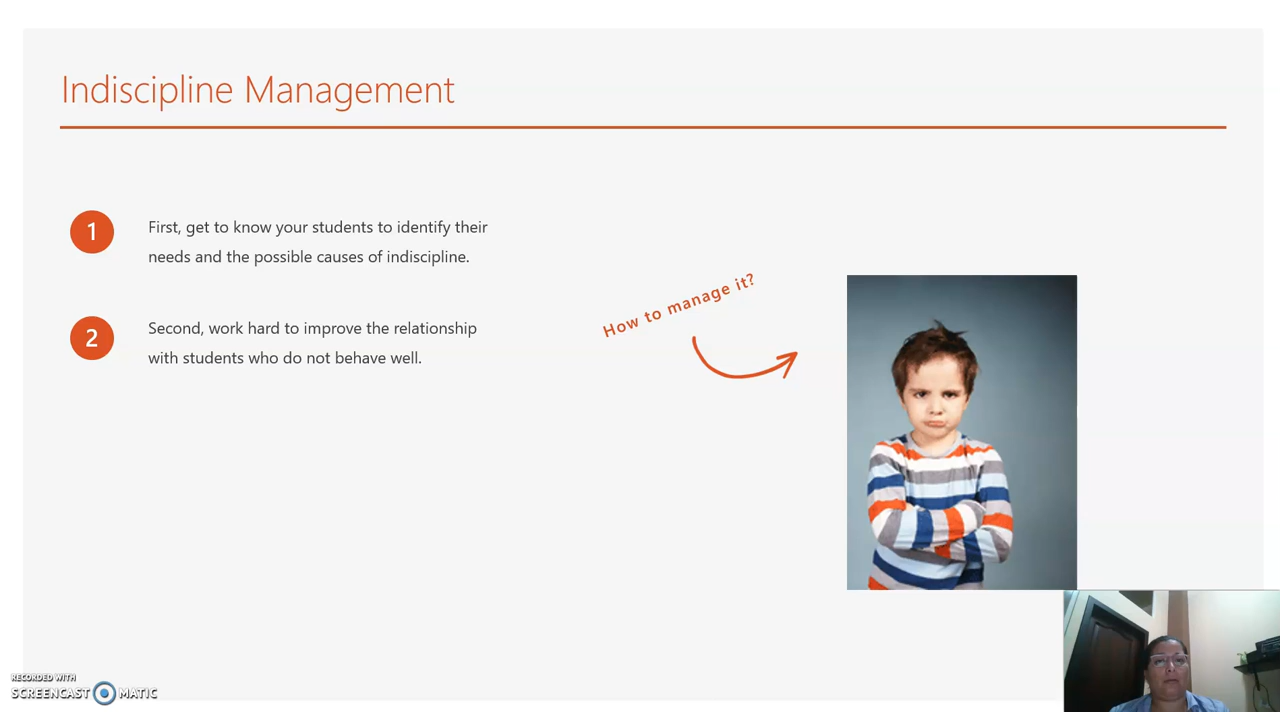 Indiscipline Management
1
First, get to know your students to identify their
needs and the possible causes of indiscipline.
How to manage it?
2
Second, work hard to improve the relationship
with students who do not behave well.
RECORDED WITH
SCREENCAST MATIC